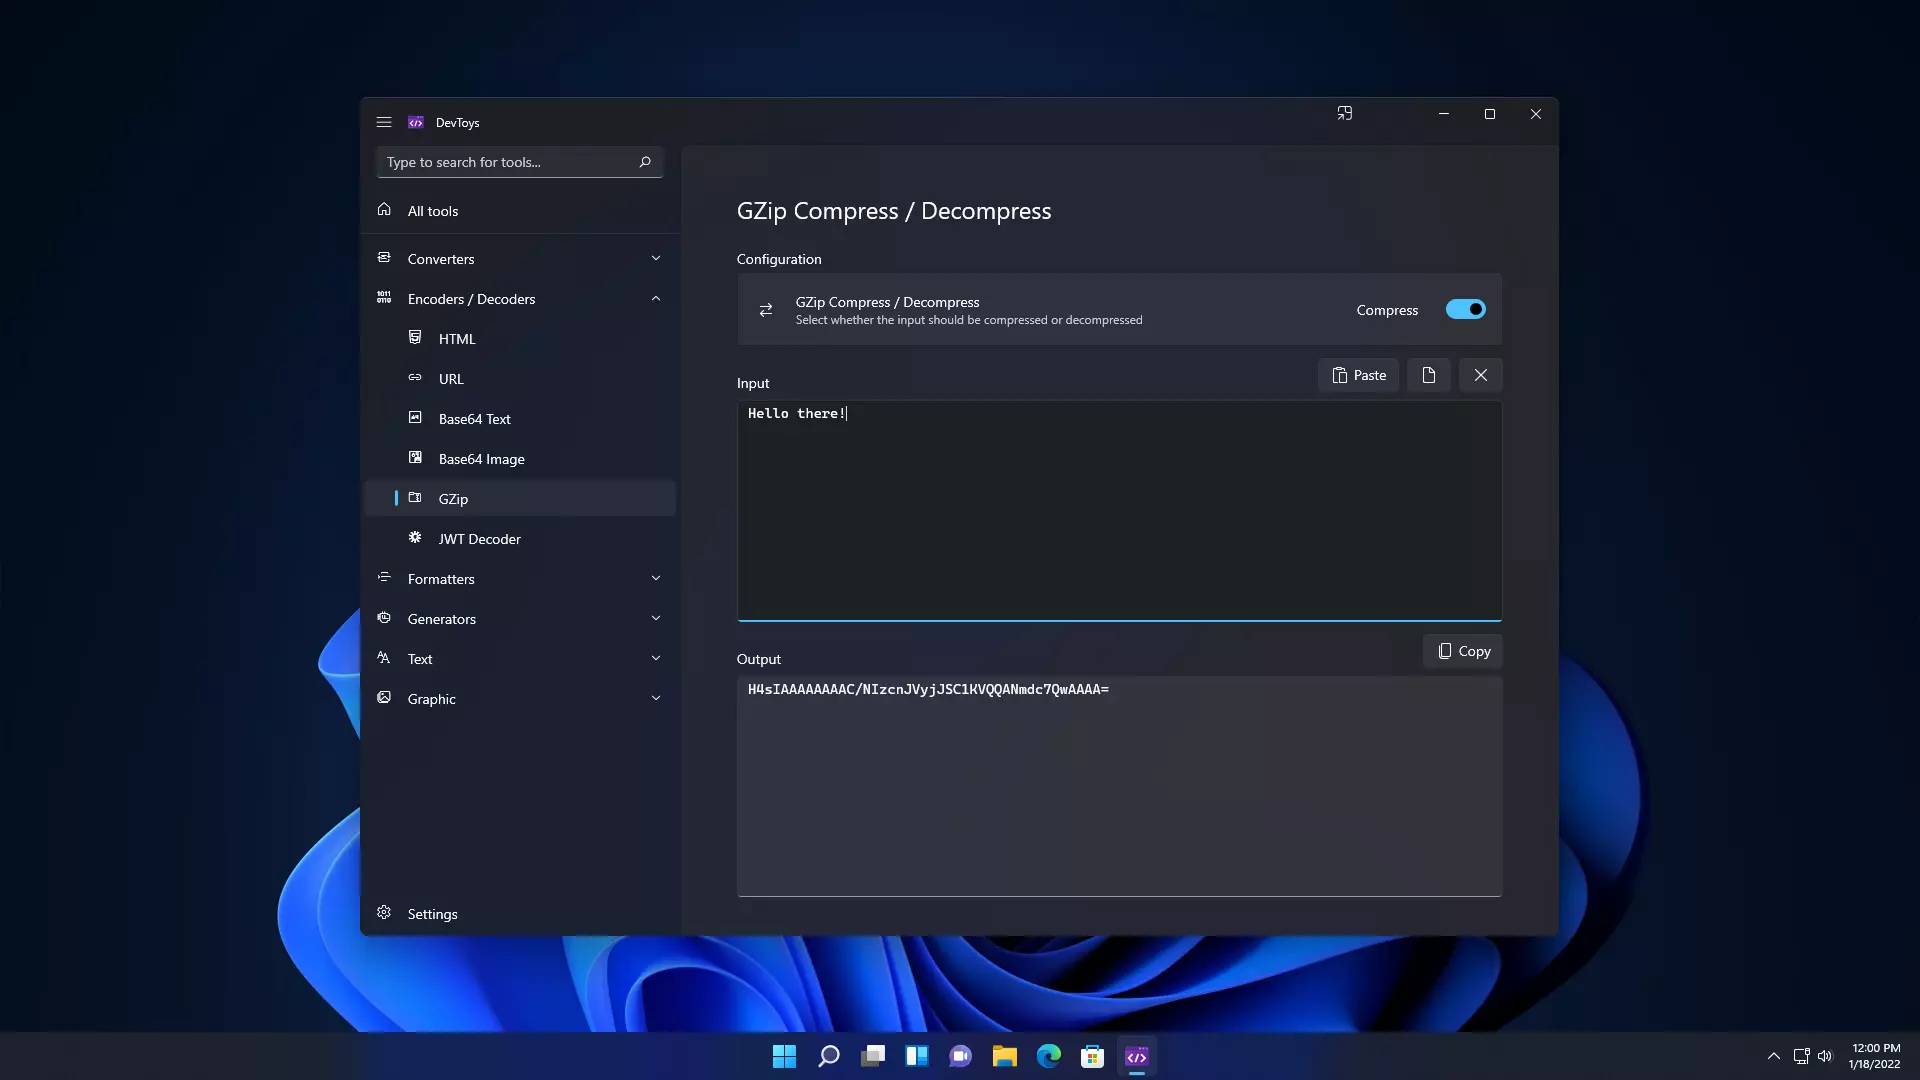 DevToys
Type to search for tools...
All tools
Converters
Encoders / Decoders
HTML
URL
Base64 Text
Base64 Image
GZip
JWT Decoder
Formatters
Generators
Text
Graphic
Settings
GZip Compress / Decompress
Configuration
GZip Compress / Decompress
Select whether the input should be compressed or decompressed
Compress
Input
Paste
Hello there!
Output
Copy
H4sIAAAAAAAAC/NIzcnJVyjJSC1KVQQANmdc7QwAAAA=
12:00 PM
1/18/2022